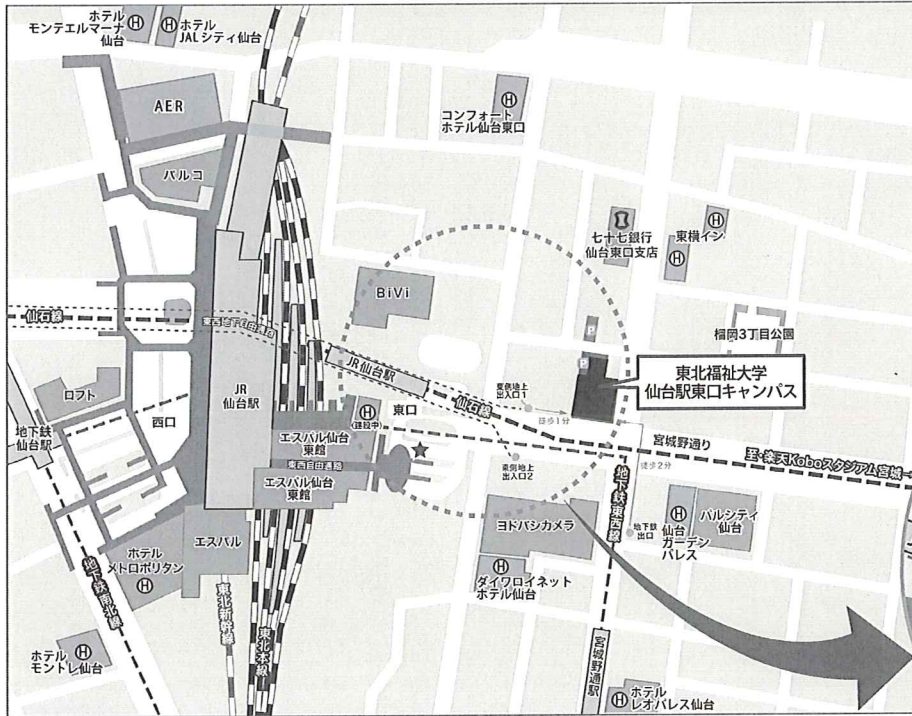 ホテル
モンテエルマーナ
仙台
ホテル
JALシティ仙台
AER
パルコ
コンフォート
ホテル仙台東口
七十七銀行
仙台東口支店
東横イン
BiVi
仙石線
東西地下自由通路
JR仙台駅
榴岡3丁目公園
P
P
東北福祉大学
仙台駅東口キャンパス
ロフト
地下鉄
仙台駅
西口
JR
仙台駅
(建設中)
東口
仙石線
東側地上
出入口1
徒歩1分
エスパル仙台
東館
東西自由通路
エスパル仙台
東館
★
東側地上
出入口2
宮城野通り
至・楽天Koboスタジアム宮城→
徒歩2分
地下鉄東西線
ヨドバシカメラ
地下鉄
出口
仙台
ガーデン
パレス
パルシティ
仙台
エスパル
ホテル
メトロポリタン
ダイワロイネット
ホテル仙台
地下鉄南北線
東北新幹線
東北本線
宮城野通駅
ホテル
モントレ仙台
ホテル
レオパレス仙台